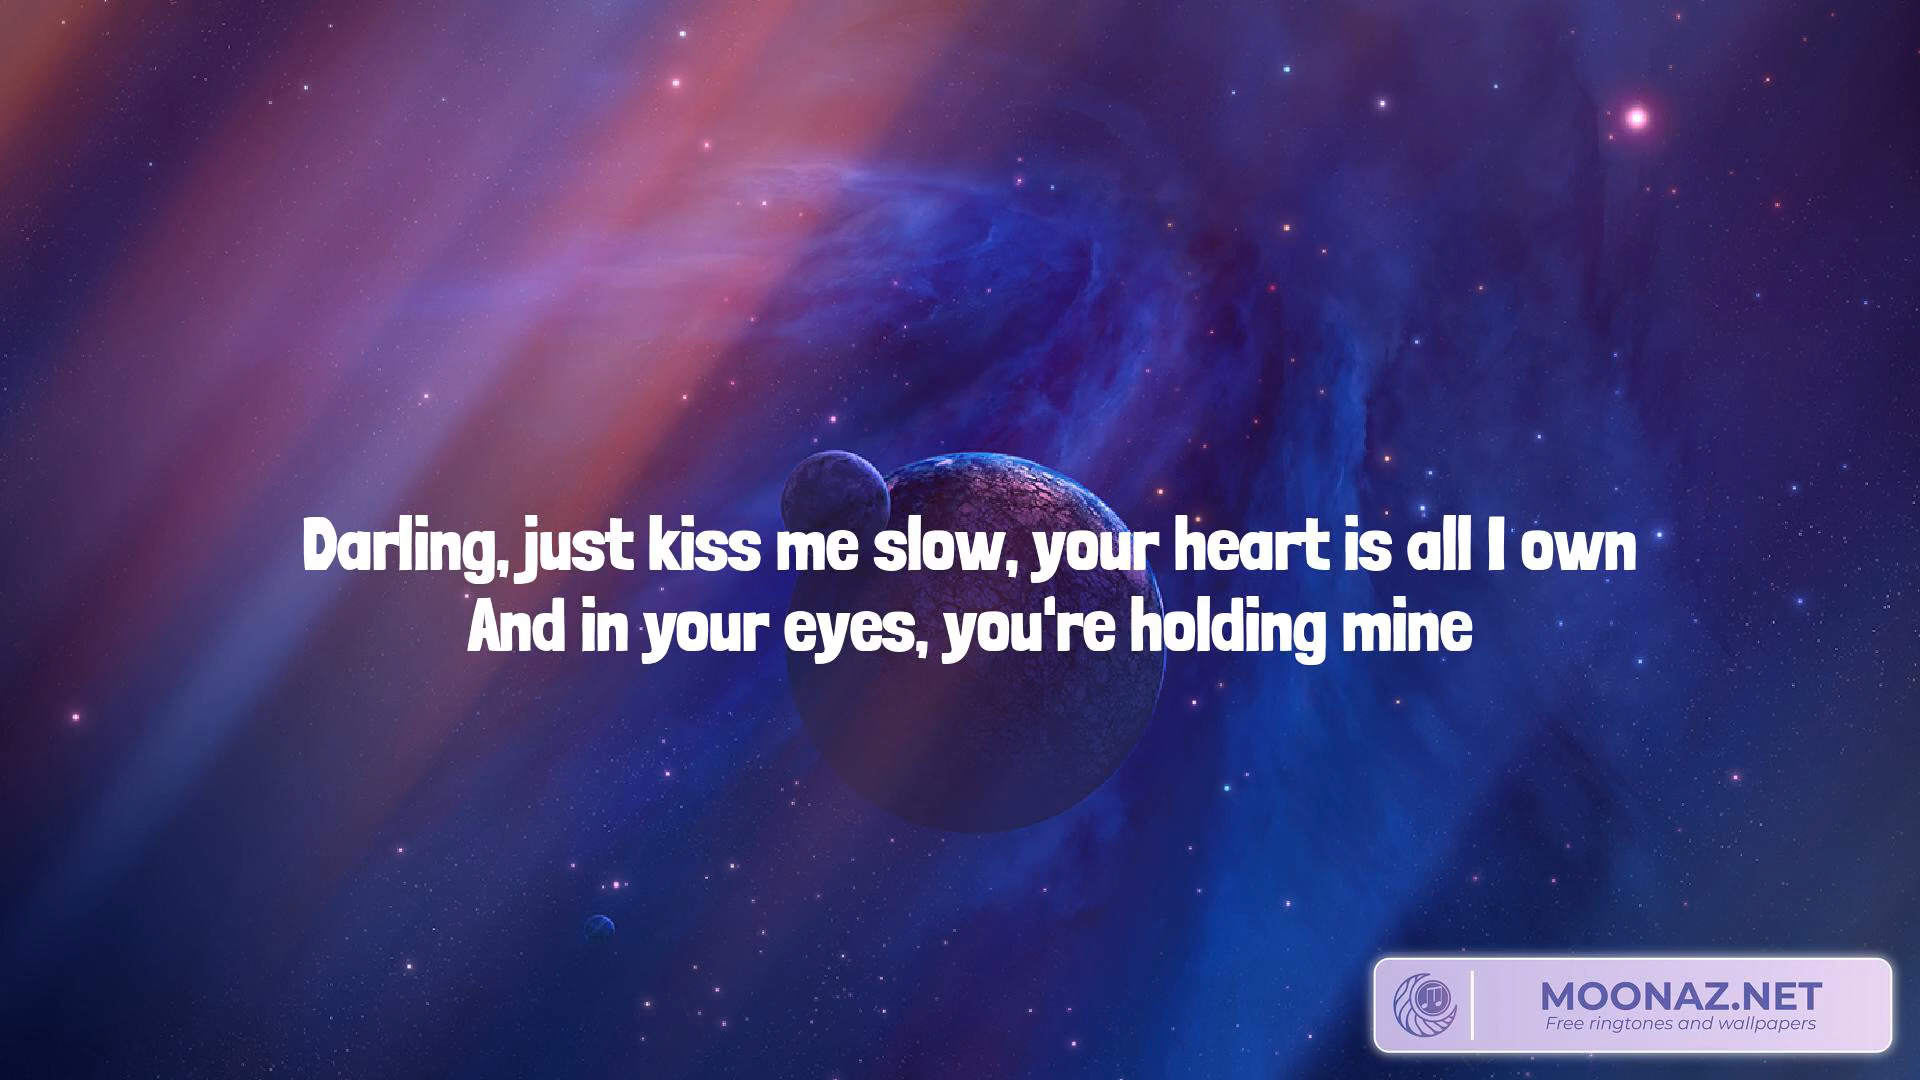 Darling, just kiss me slow, your heart is all I own
And in your eyes, you're holding mine
MOONAZ.NET
Free ringtones and wallpapers